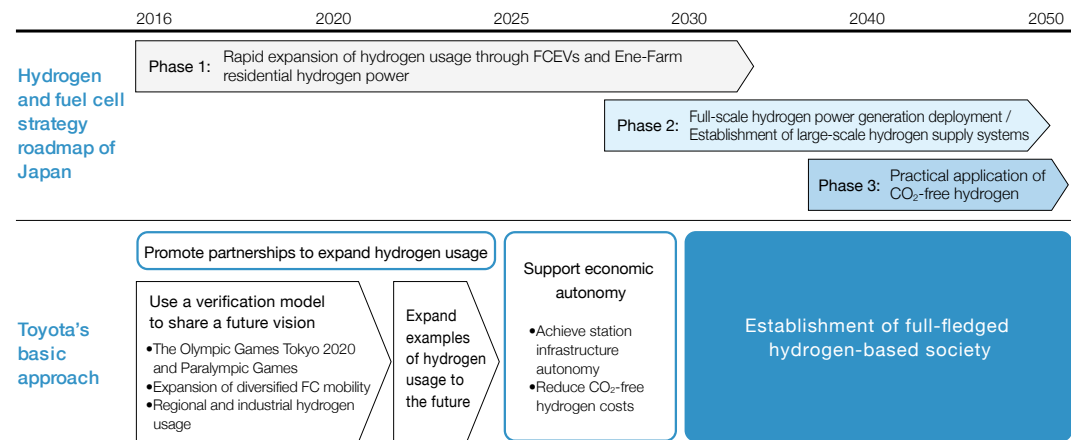 2016 2020 2025 2030 2040 2050
Hydrogen
and fuel cell
strategy
roadmap of
Japan
Phase 1: Rapid expansion of hydrogen usage through FCEVs and Ene-Farm
residential hydrogen power
Phase 2: Full-scale hydrogen power generation deployment /
Establishment of large-scale hydrogen supply systems
Phase 3: Practical application of
CO₂-free hydrogen
Toyota's
basic
approach
Promote partnerships to expand hydrogen usage
Use a verification model
to share a future vision
•The Olympic Games Tokyo 2020
and Paralympic Games
•Expansion of diversified FC mobility
•Regional and industrial hydrogen
usage
Expand
examples
of hydrogen
usage to
the future
Support economic
autonomy
•Achieve station
infrastructure
autonomy
•Reduce CO₂-free
hydrogen costs
Establishment of full-fledged
hydrogen-based society